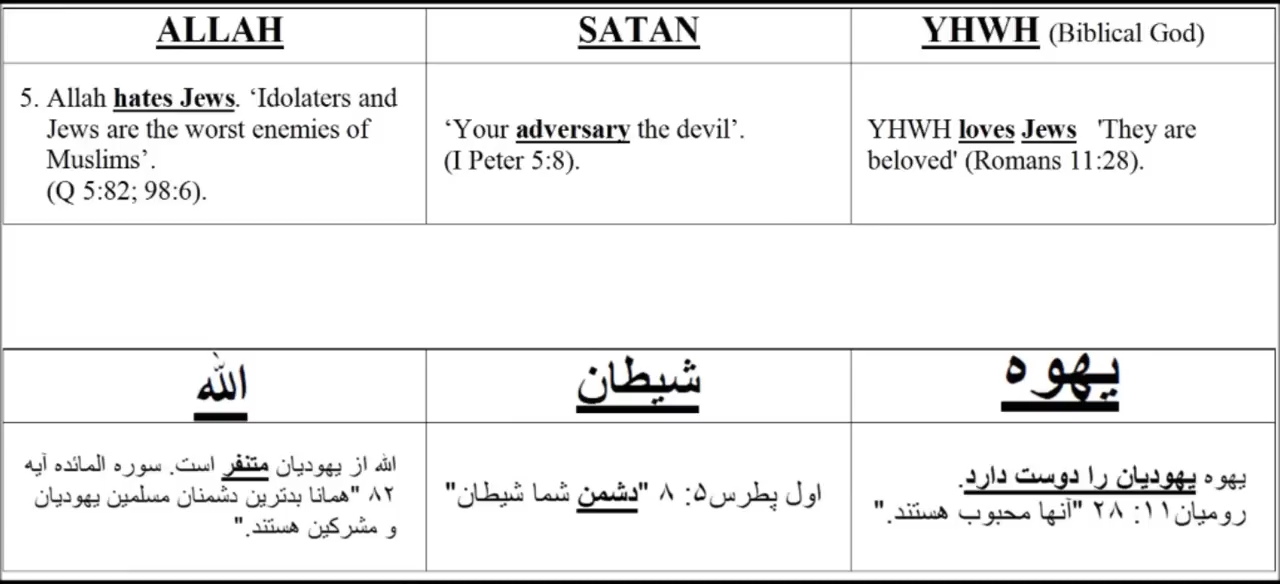 ALLAH
SATAN
YHWH (Biblical God)
5. Allah hates Jews. ‘Idolaters and
Jews are the worst enemies of
Muslims’.
(Q 5:82; 98:6).
‘Your adversary the devil’.
(I Peter 5:8).
YHWH loves Jews 'They are
beloved' (Romans 11:28).
الله
شیطان
یهوه
الله از یهودیان متنفر است. سوره المائده آیه
۸۲ "همانا بدترین دشمنان مسلمین یهودیان
و مشرکین هستند."
اول پطرس۵: ۸ "دشمن شما شیطان"
یهوه یهودیان را دوست دارد.
رومیان۱۱: ۲۸ "آنها محبوب هستند."